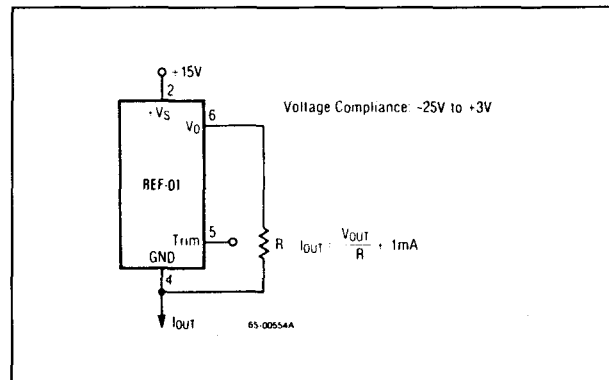 +15V
2
+VS
6
VO
Voltage Compliance: -25V to +3V
REF-01
Trim
5
R
IOUT = VOUT/R + 1mA
GND
4
IOUT
65-00554A